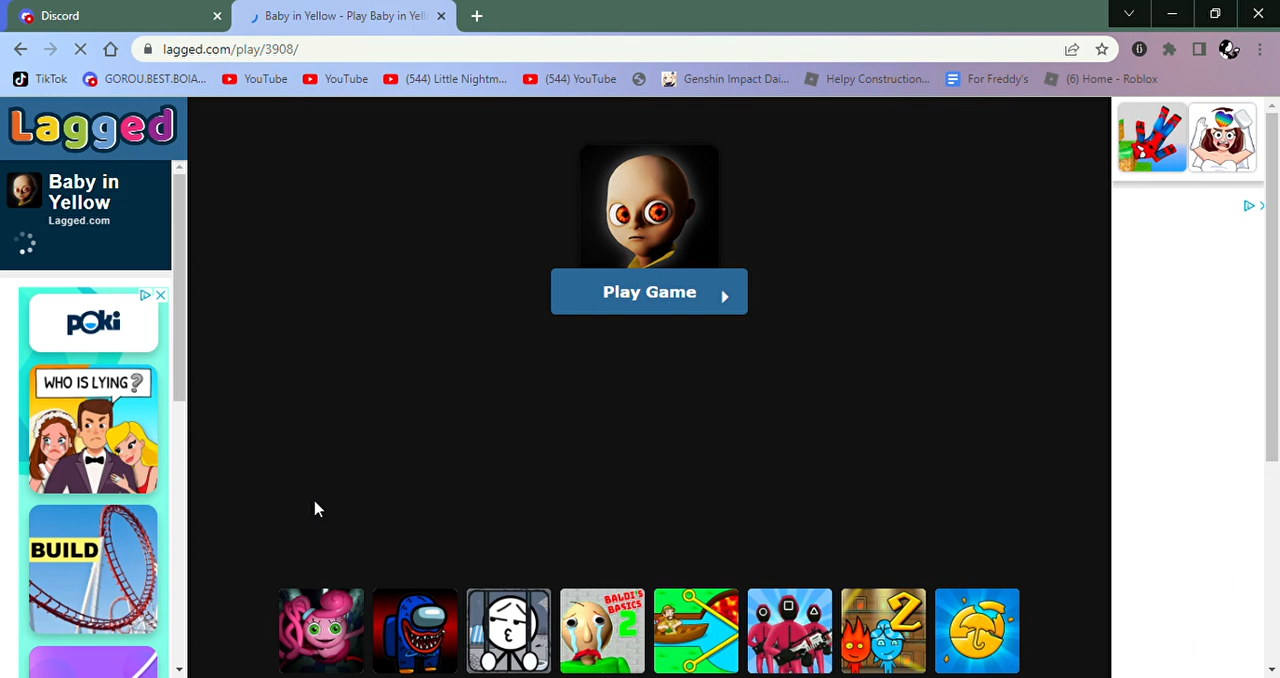 Discord
Baby in Yellow - Play Baby in Yell
lagged.com/play/3908/
TikTok
GOROU.BEST.BOIA...
YouTube
YouTube
(544) Little Nightm...
(544) YouTube
Genshin Impact Dai...
Helpy Construction...
For Freddy's
(6) Home - Roblox
Lagged
Baby in
Yellow
Lagged.com
Play Game
poki
WHO IS LYING?
BUILD
BALDI'S
BASICS
2
2